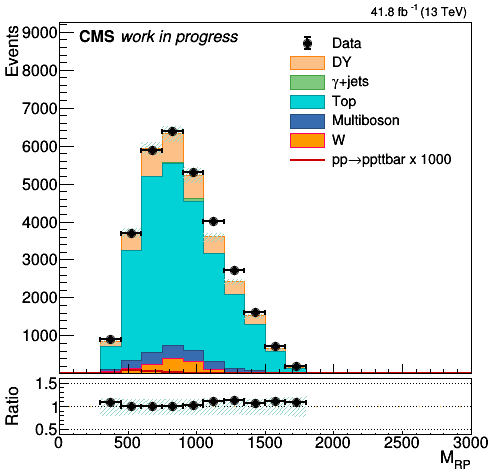 41.8 fb⁻¹ (13 TeV)
CMS work in progress
Events
9000
8000
7000
6000
5000
4000
3000
2000
1000
Data
DY
γ+jets
Top
Multiboson
W
pp→ppttbar x 1000
Ratio
1.5
1
0.5
0 500 1000 1500 2000 2500 3000
M_RP